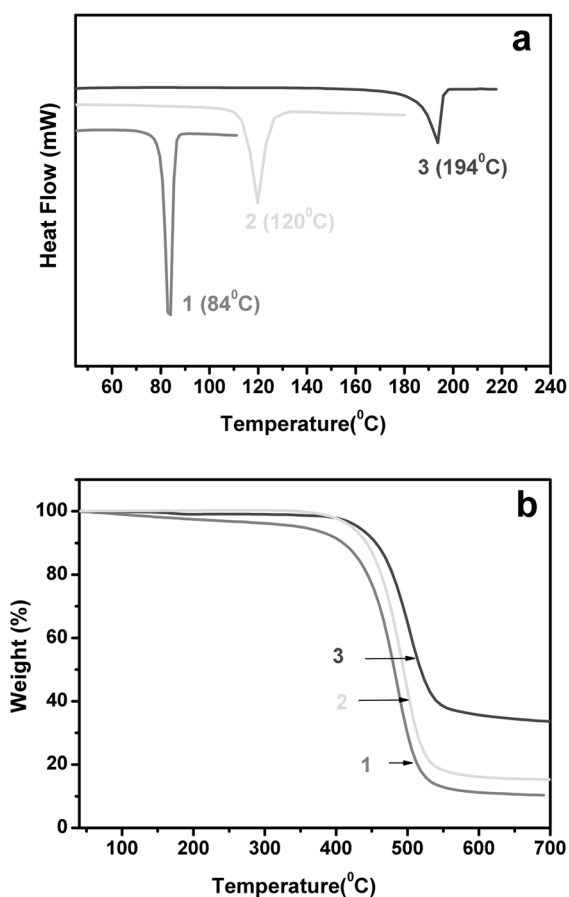 a
Heat Flow (mW)
3 (194⁰C)
2 (120⁰C)
1 (84⁰C)
60 80 100 120 140 160 180 200 220 240
Temperature(⁰C)
b
100
80
60
40
20
0
Weight (%)
3
2
1
100 200 300 400 500 600 700
Temperature(⁰C)